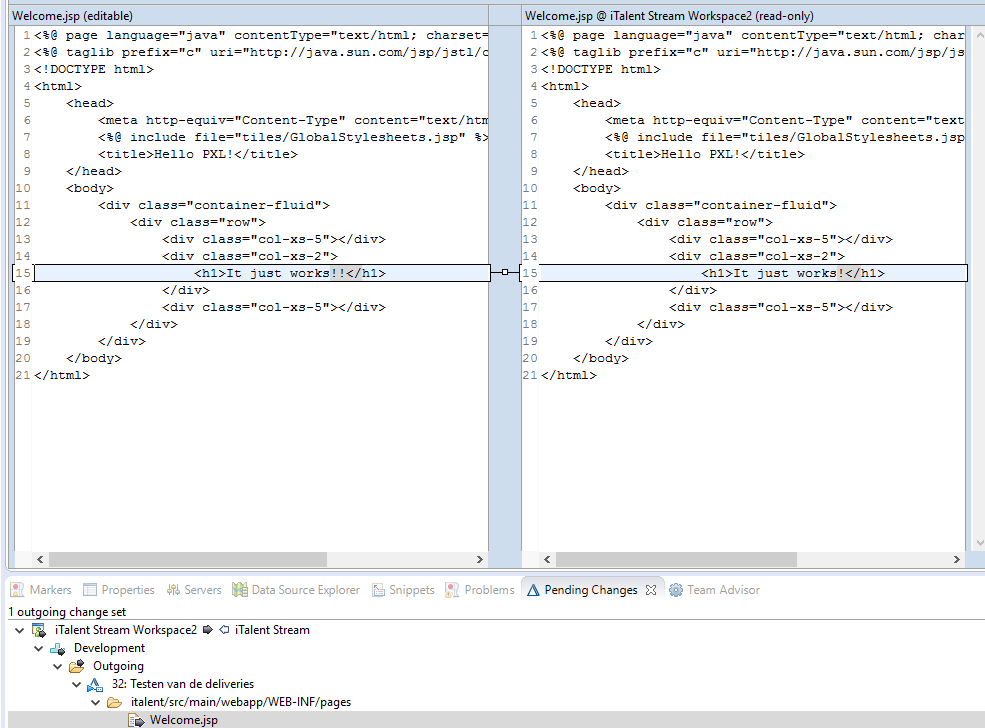 Welcome.jsp (editable)
1 <%@ page language="java" contentType="text/html; charset=
2 <%@ taglib prefix="c" uri="http://java.sun.com/jsp/jstl/c
3 <!DOCTYPE html>
4 <html>
5     <head>
6         <meta http-equiv="Content-Type" content="text/htm
7         <%@ include file="tiles/GlobalStylesheets.jsp" %>
8         <title>Hello PXL!</title>
9     </head>
10     <body>
11         <div class="container-fluid">
12             <div class="row">
13                 <div class="col-xs-5"></div>
14                 <div class="col-xs-2">
15                     <h1>It just works!!</h1>
16                 </div>
17                 <div class="col-xs-5"></div>
18             </div>
19         </div>
20     </body>
21 </html>
Welcome.jsp @ iTalent Stream Workspace2 (read-only)
1 <%@ page language="java" contentType="text/html; char
2 <%@ taglib prefix="c" uri="http://java.sun.com/jsp/js
3 <!DOCTYPE html>
4 <html>
5     <head>
6         <meta http-equiv="Content-Type" content="text
7         <%@ include file="tiles/GlobalStylesheets.jsp
8         <title>Hello PXL!</title>
9     </head>
10     <body>
11         <div class="container-fluid">
12             <div class="row">
13                 <div class="col-xs-5"></div>
14                 <div class="col-xs-2">
15                     <h1>It just works!</h1>
16                 </div>
17                 <div class="col-xs-5"></div>
18             </div>
19         </div>
20     </body>
21 </html>
Markers Properties Servers Data Source Explorer Snippets Problems Pending Changes Team Advisor
1 outgoing change set
iTalent Stream Workspace2 iTalent Stream
Development
Outgoing
32: Testen van de deliveries
italent/src/main/webapp/WEB-INF/pages
Welcome.jsp